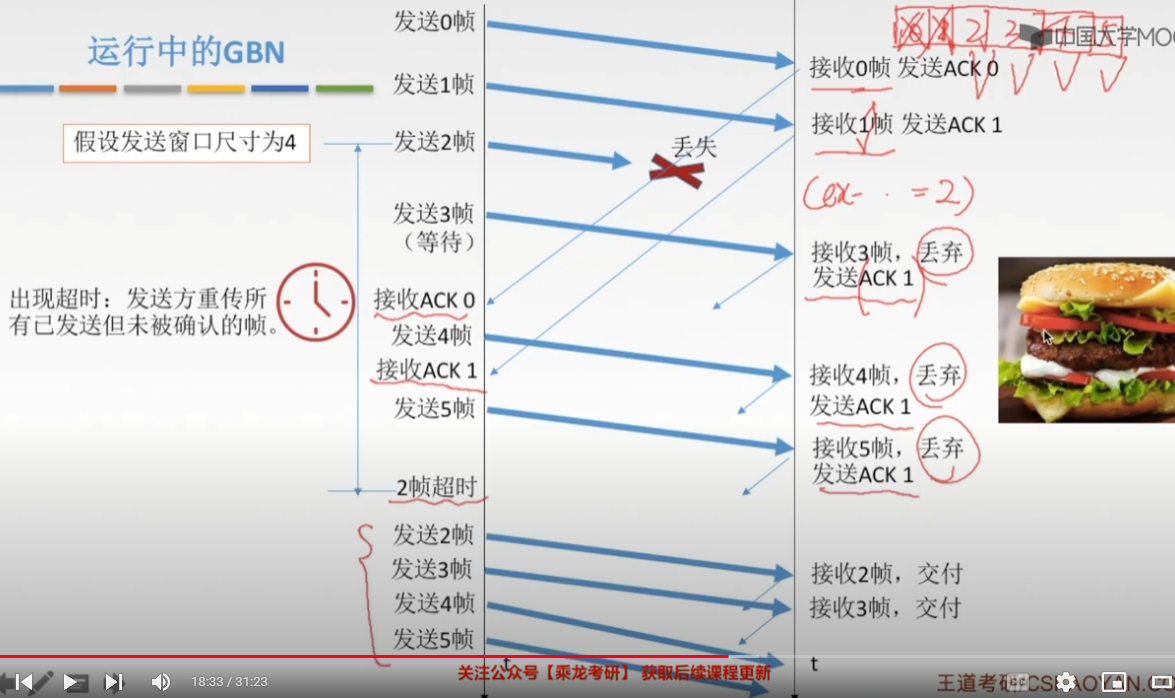 运行中的GBN
假设发送窗口尺寸为4
出现超时：发送方重传所
有已发送但未被确认的帧。
发送0帧
发送1帧
发送2帧
发送3帧
（等待）
接收ACK 0
发送4帧
接收ACK 1
发送5帧
2帧超时
发送2帧
发送3帧
发送4帧
发送5帧
t
丢失
2 3
中国大学MOO
接收0帧 发送ACK 0
接收1帧 发送ACK 1
(ex- . = 2)
接收3帧，丢弃
发送ACK 1
接收4帧，丢弃
发送ACK 1
接收5帧，丢弃
发送ACK 1
接收2帧，交付
接收3帧，交付
t
关注公众号【乘龙考研】 获取后续课程更新
18:33 / 31:23